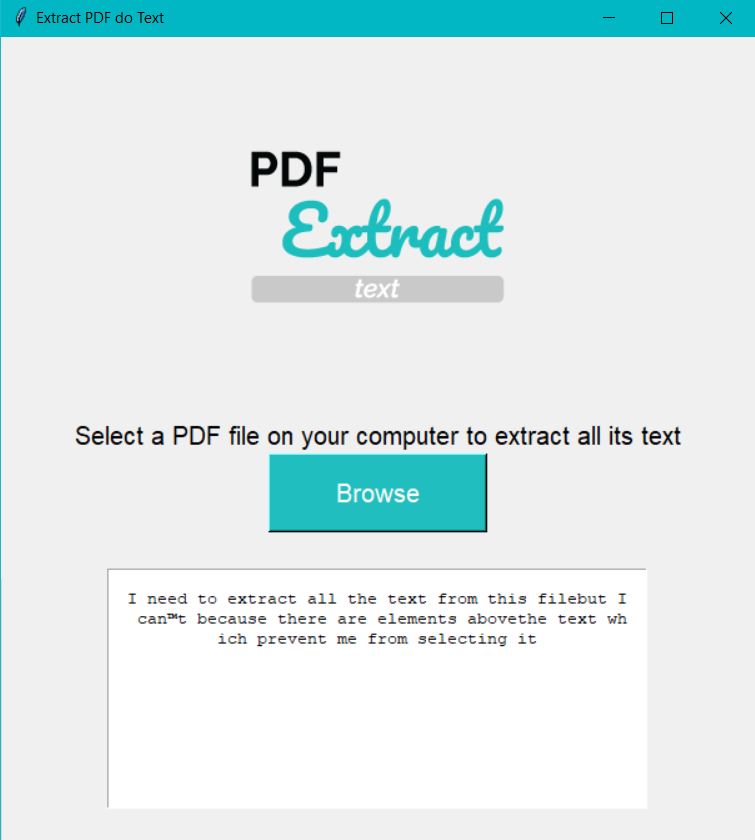 Extract PDF do Text
PDF
Extract
text
Select a PDF file on your computer to extract all its text
Browse
I need to extract all the text from this filebut I
can™t because there are elements abovethe text wh
ich prevent me from selecting it